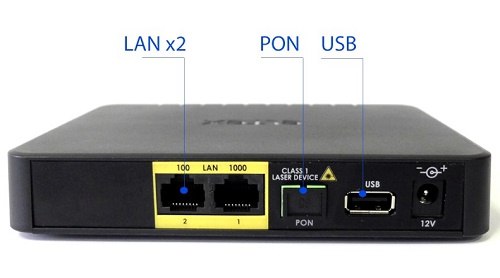 LAN x2
PON
USB
100 LAN 1000
2 1
CLASS 1
LASER DEVICE
PON
USB
- +
12V